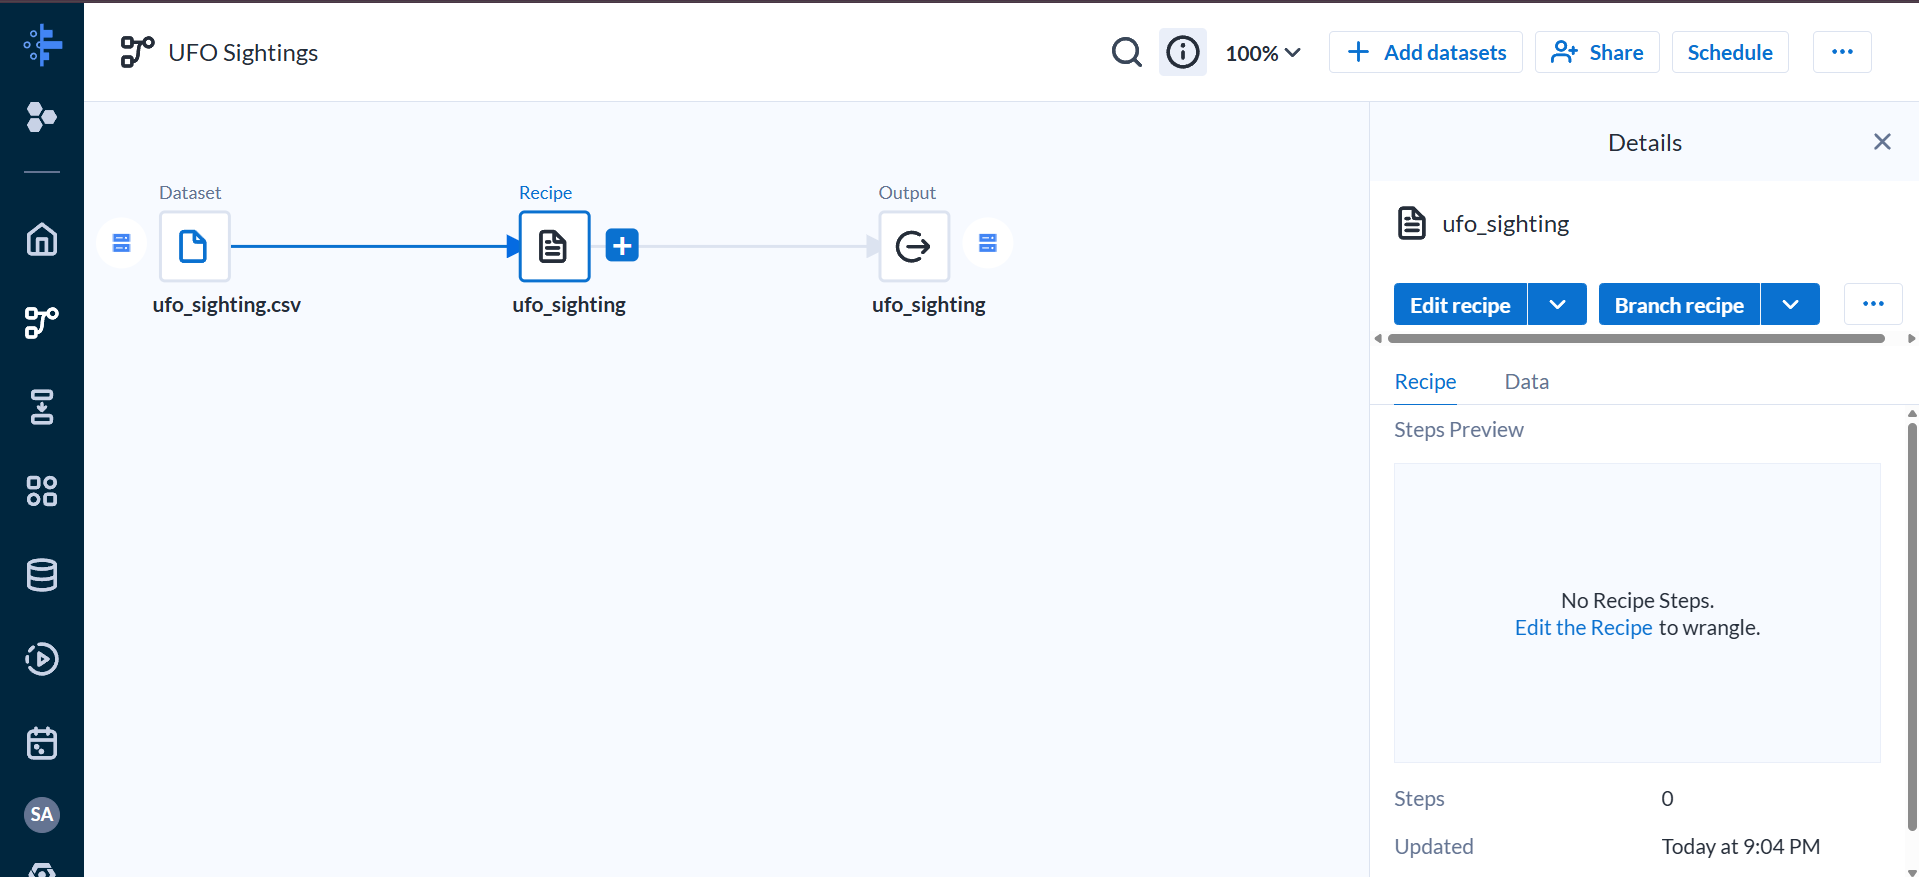 UFO Sightings
100%
Add datasets
Share
Schedule
Dataset
Recipe
Output
ufo_sighting.csv
ufo_sighting
ufo_sighting
SA
Details
ufo_sighting
Edit recipe
Branch recipe
Recipe
Data
Steps Preview
No Recipe Steps.
Edit the Recipe to wrangle.
Steps 0
Updated Today at 9:04 PM